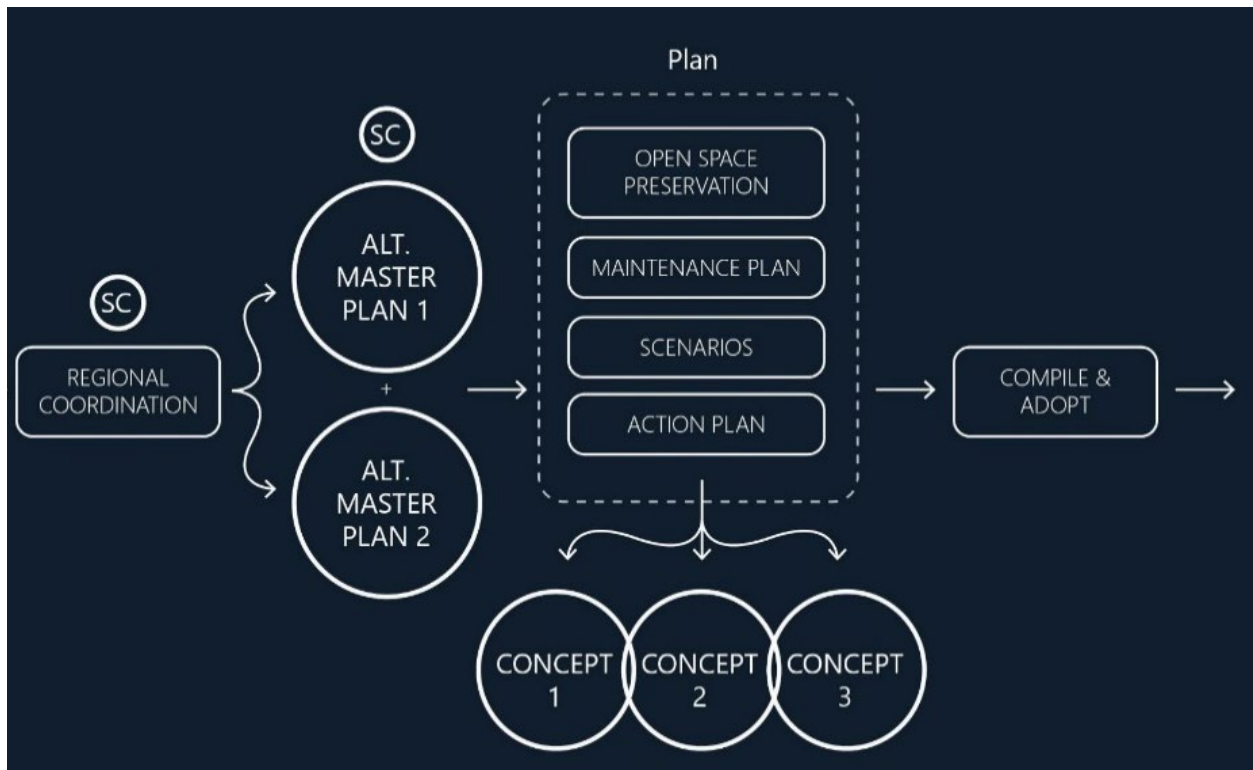 SC
REGIONAL
COORDINATION
SC
ALT.
MASTER
PLAN 1
+
ALT.
MASTER
PLAN 2
Plan
OPEN SPACE
PRESERVATION
MAINTENANCE PLAN
SCENARIOS
ACTION PLAN
CONCEPT
1
CONCEPT
2
CONCEPT
3
COMPILE &
ADOPT